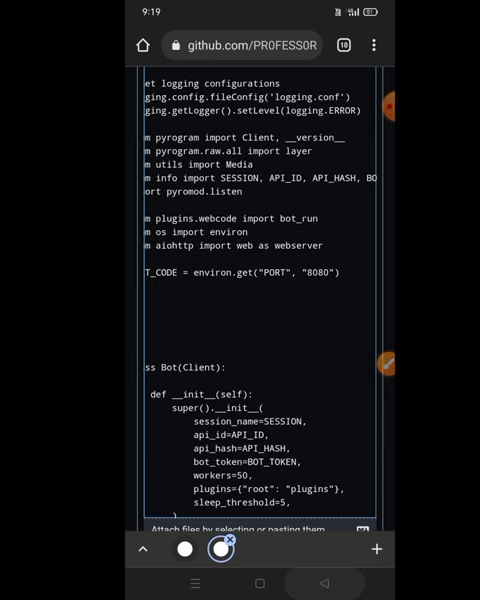 9:19
51
github.com/PR0FESS0R
10
et logging configurations
ging.config.fileConfig('logging.conf')
ging.getLogger().setLevel(logging.ERROR)
m pyrogram import Client, __version__
m pyrogram.raw.all import layer
m utils import Media
m info import SESSION, API_ID, API_HASH, BO
ort pyromod.listen
m plugins.webcode import bot_run
m os import environ
m aiohttp import web as webserver
T_CODE = environ.get("PORT", "8080")
ss Bot(Client):
def __init__(self):
super().__init__(
session_name=SESSION,
api_id=API_ID,
api_hash=API_HASH,
bot_token=BOT_TOKEN,
workers=50,
plugins={"root": "plugins"},
sleep_threshold=5,
)
Attach files by selecting or pasting them